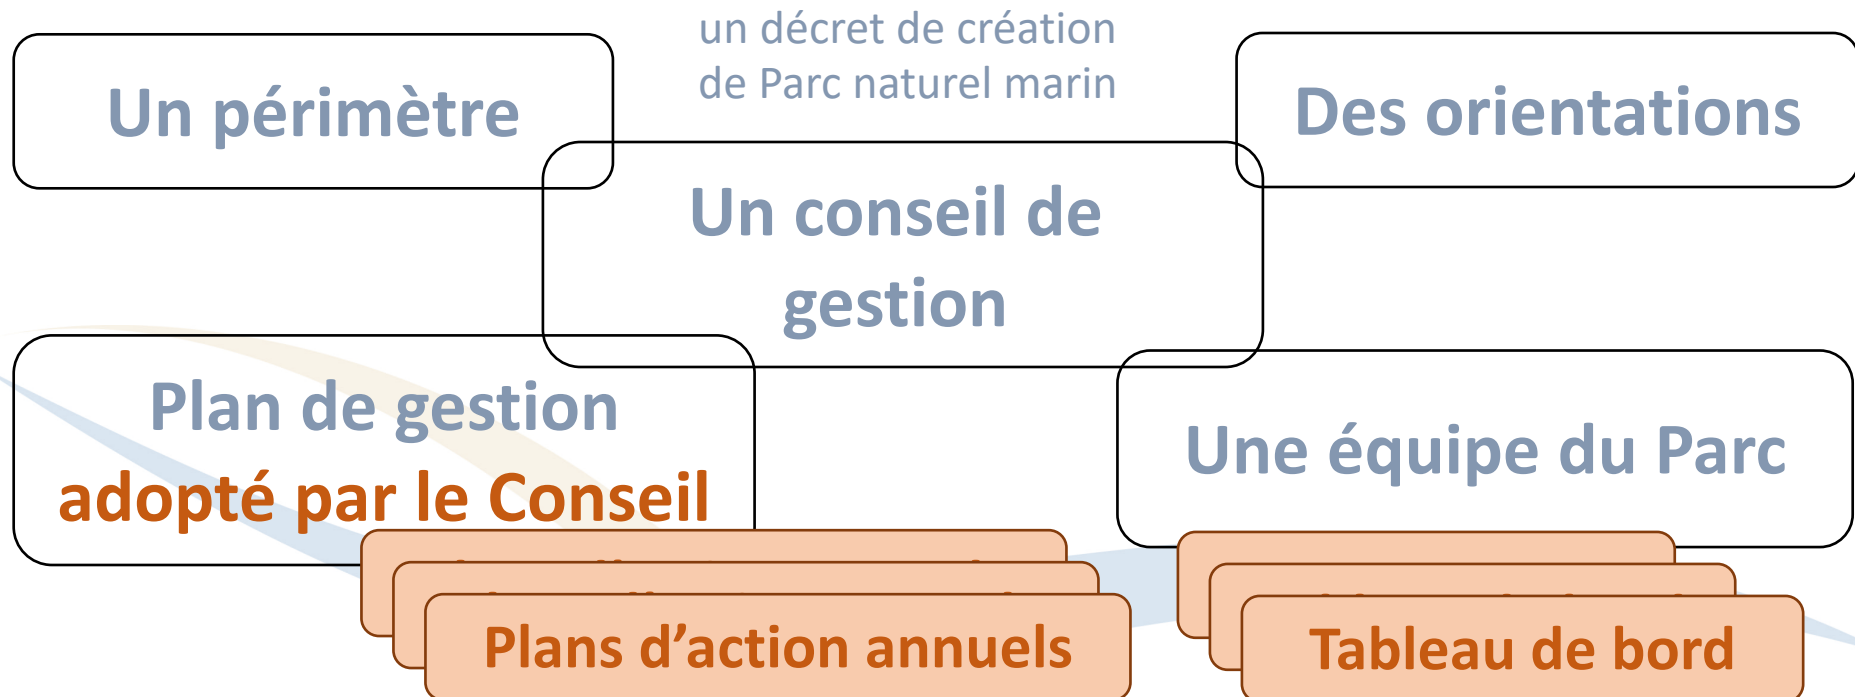 un décret de création
de Parc naturel marin
Un périmètre
Des orientations
Un conseil de
gestion
Plan de gestion
adopté par le Conseil
Une équipe du Parc
Plans d’action annuels
Tableau de bord